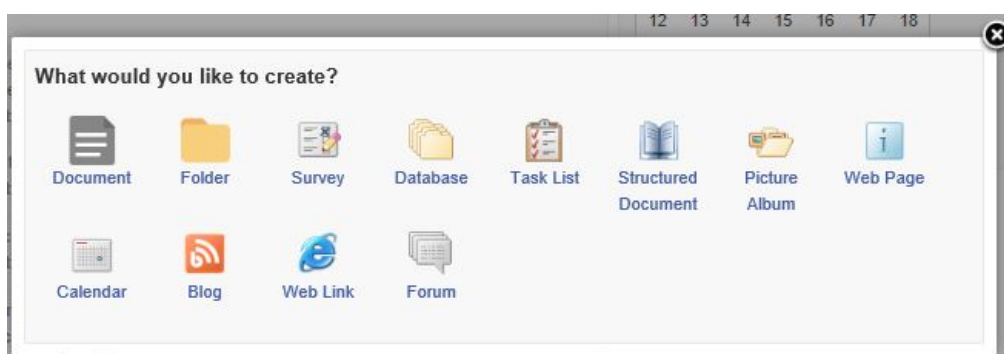 12 13 14 15 16 17 18
What would you like to create?
Document Folder Survey Database Task List Structured Document Picture Album Web Page
Calendar Blog Web Link Forum